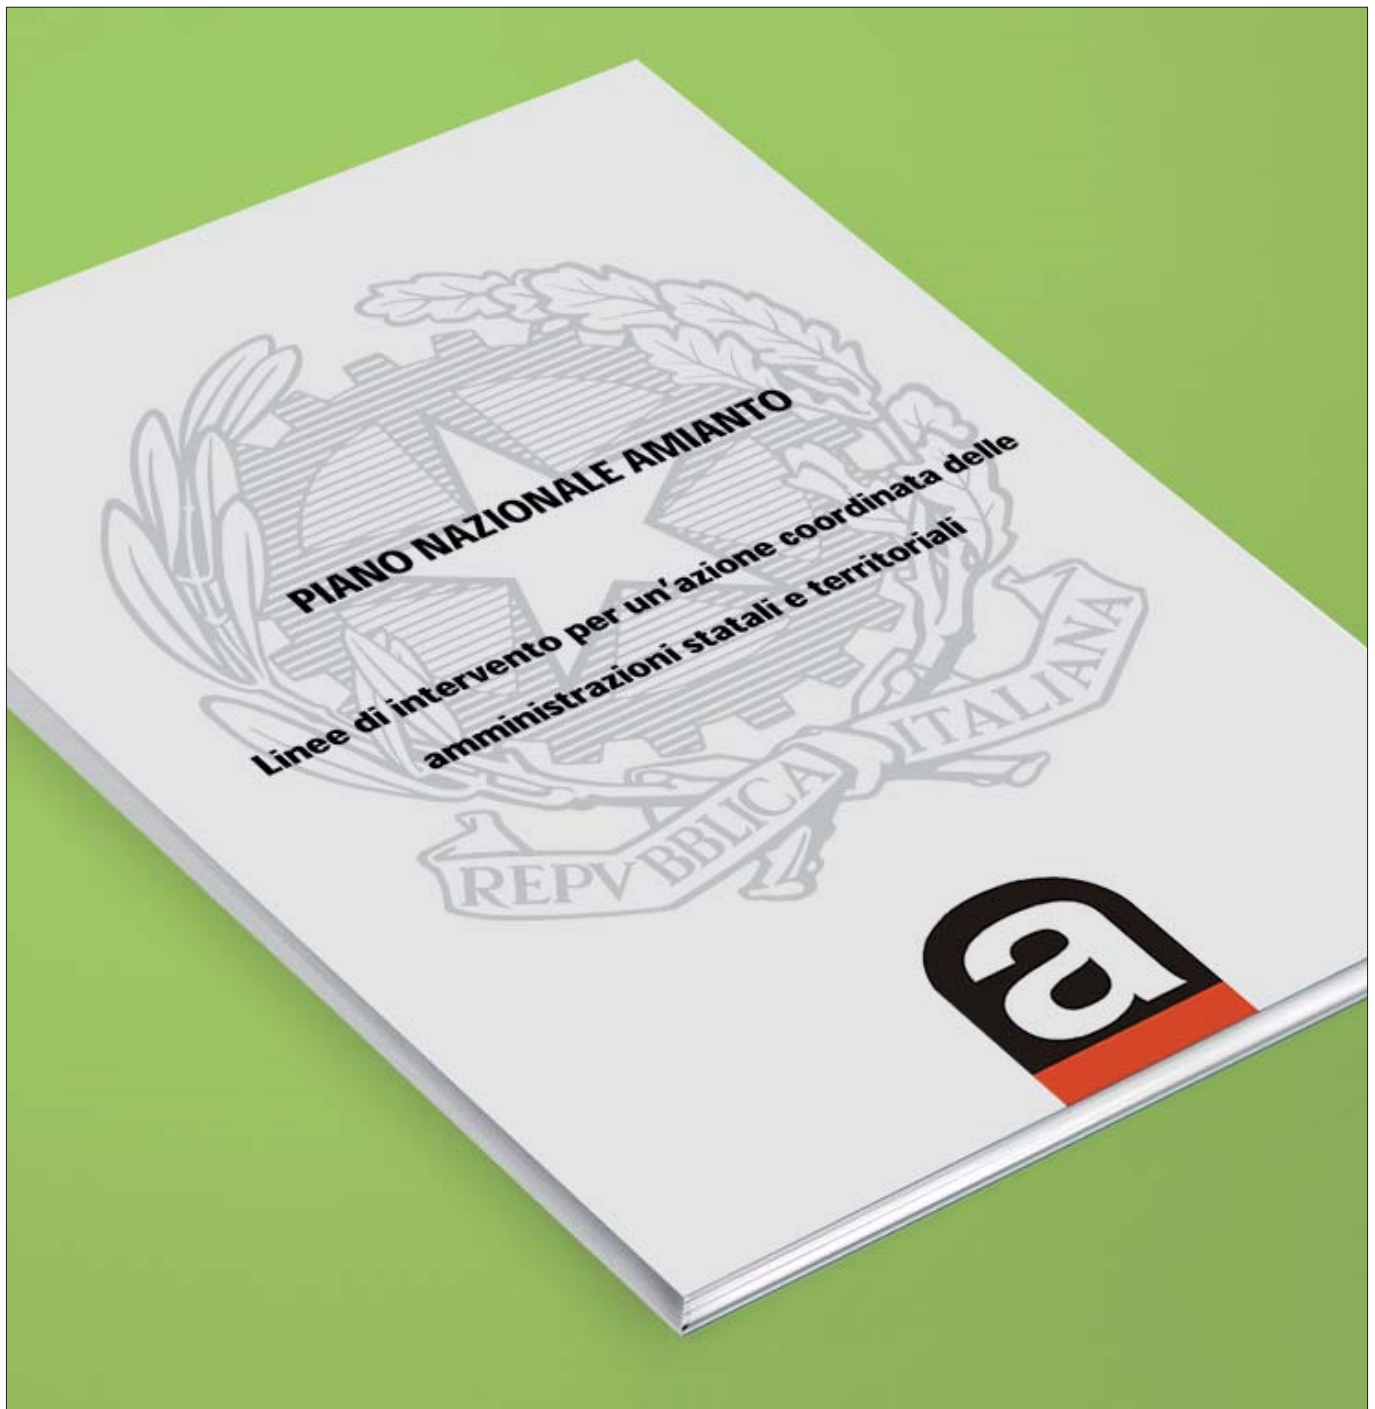 PIANO NAZIONALE AMIANTO
Linee di intervento per un'azione coordinata delle
amministrazioni statali e territoriali
REPVBBLICA ITALIANA
a